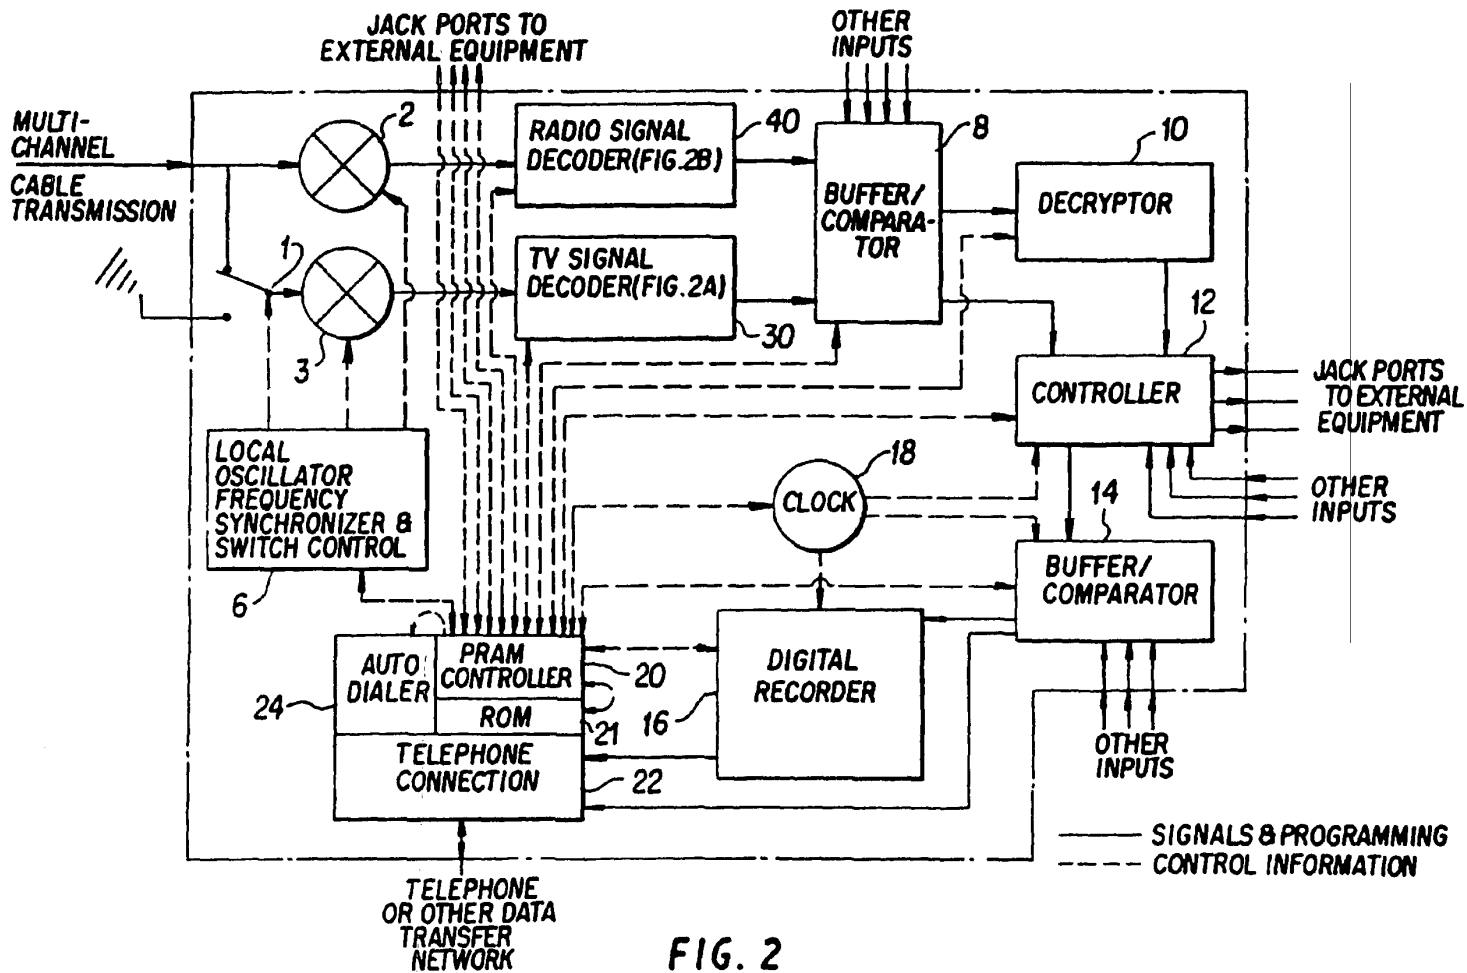 JACK PORTS TO
EXTERNAL EQUIPMENT
OTHER
INPUTS
MULTI-
CHANNEL
CABLE
TRANSMISSION
2
RADIO SIGNAL
DECODER(FIG.2B)
40
8
BUFFER/
COMPARA-
TOR
10
DECRYPTOR
1
3
TV SIGNAL
DECODER(FIG.2A)
30
12
CONTROLLER
JACK PORTS
TO EXTERNAL
EQUIPMENT
LOCAL
OSCILLATOR
FREQUENCY
SYNCHRONIZER &
SWITCH CONTROL
6
CLOCK
18
OTHER
INPUTS
14
BUFFER/
COMPARATOR
AUTO
DIALER
24
PRAM
CONTROLLER
20
ROM
21
TELEPHONE
CONNECTION
22
16
DIGITAL
RECORDER
OTHER
INPUTS
SIGNALS & PROGRAMMING
CONTROL INFORMATION
TELEPHONE
OR OTHER DATA
TRANSFER
NETWORK
FIG. 2